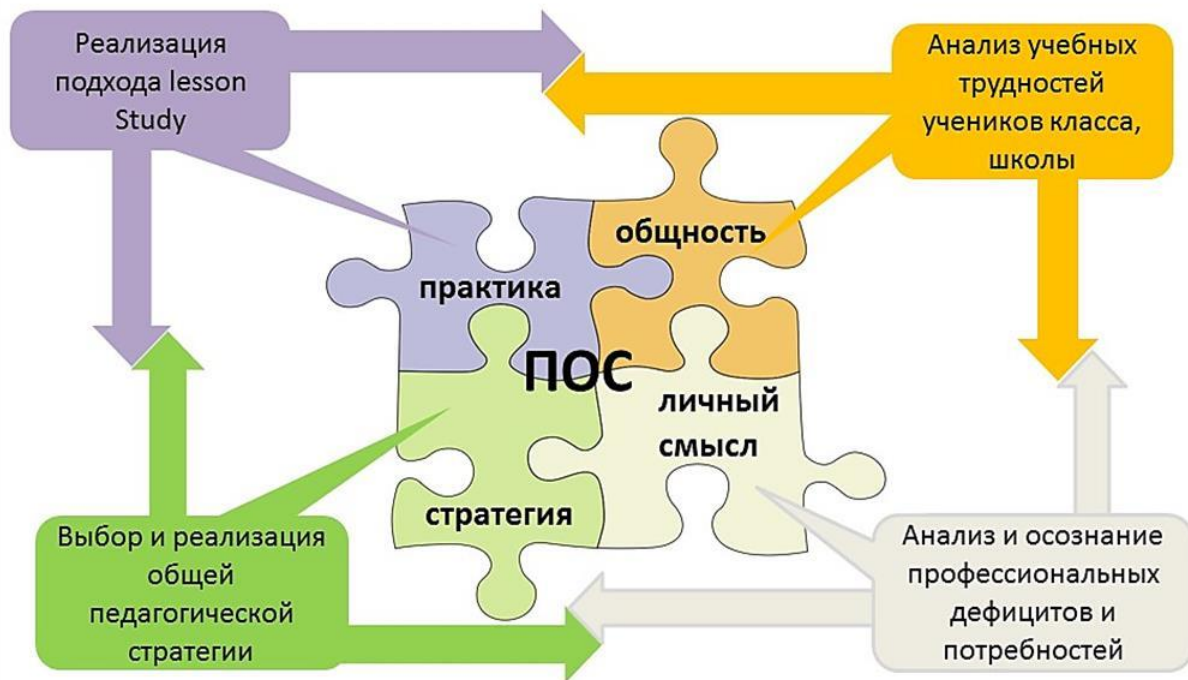 Реализация
подхода lesson
Study
Анализ учебных
трудностей
учеников класса,
школы
общность
практика
ПОС
личный
смысл
стратегия
Выбор и реализация
общей
педагогической
стратегии
Анализ и осознание
профессиональных
дефицитов и
потребностей